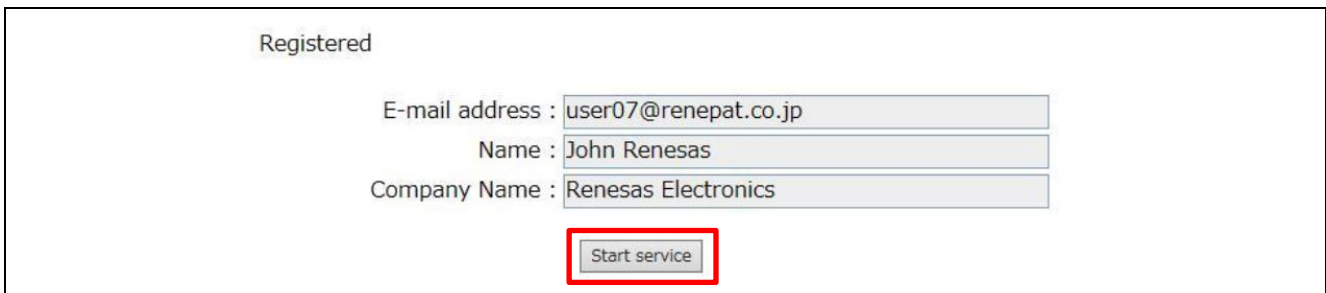 Registered
E-mail address : user07@renepat.co.jp
Name : John Renesas
Company Name : Renesas Electronics
Start service